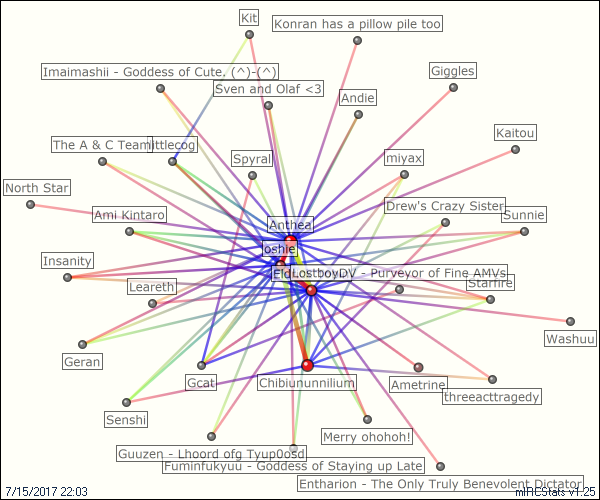 Kit
Konran has a pillow pile too
Imaimashii - Goddess of Cute, (^)-(^)
Giggles
Sven and Olaf <3
Andie
Kaitou
The A & C Team
littlecog
Spyral
miyax
North Star
Drew's Crazy Sister
Ami Kintaro
Sunnie
Anthea
oshie
Insanity
LostboyDV - Purveyor of Fine AMVs
Starfire
Leareth
Washuu
Geran
Gcat
Chibiununnilium
Ametrine
threeacttragedy
Senshi
Merry ohohoh!
Guuzen - Lhoord ofg Tyup0osd
Fuminfukyuu - Goddess of Staying up Late
Entharion - The Only Truly Benevolent Dictator
7/15/2017 22:03
mIRCStats v1.25